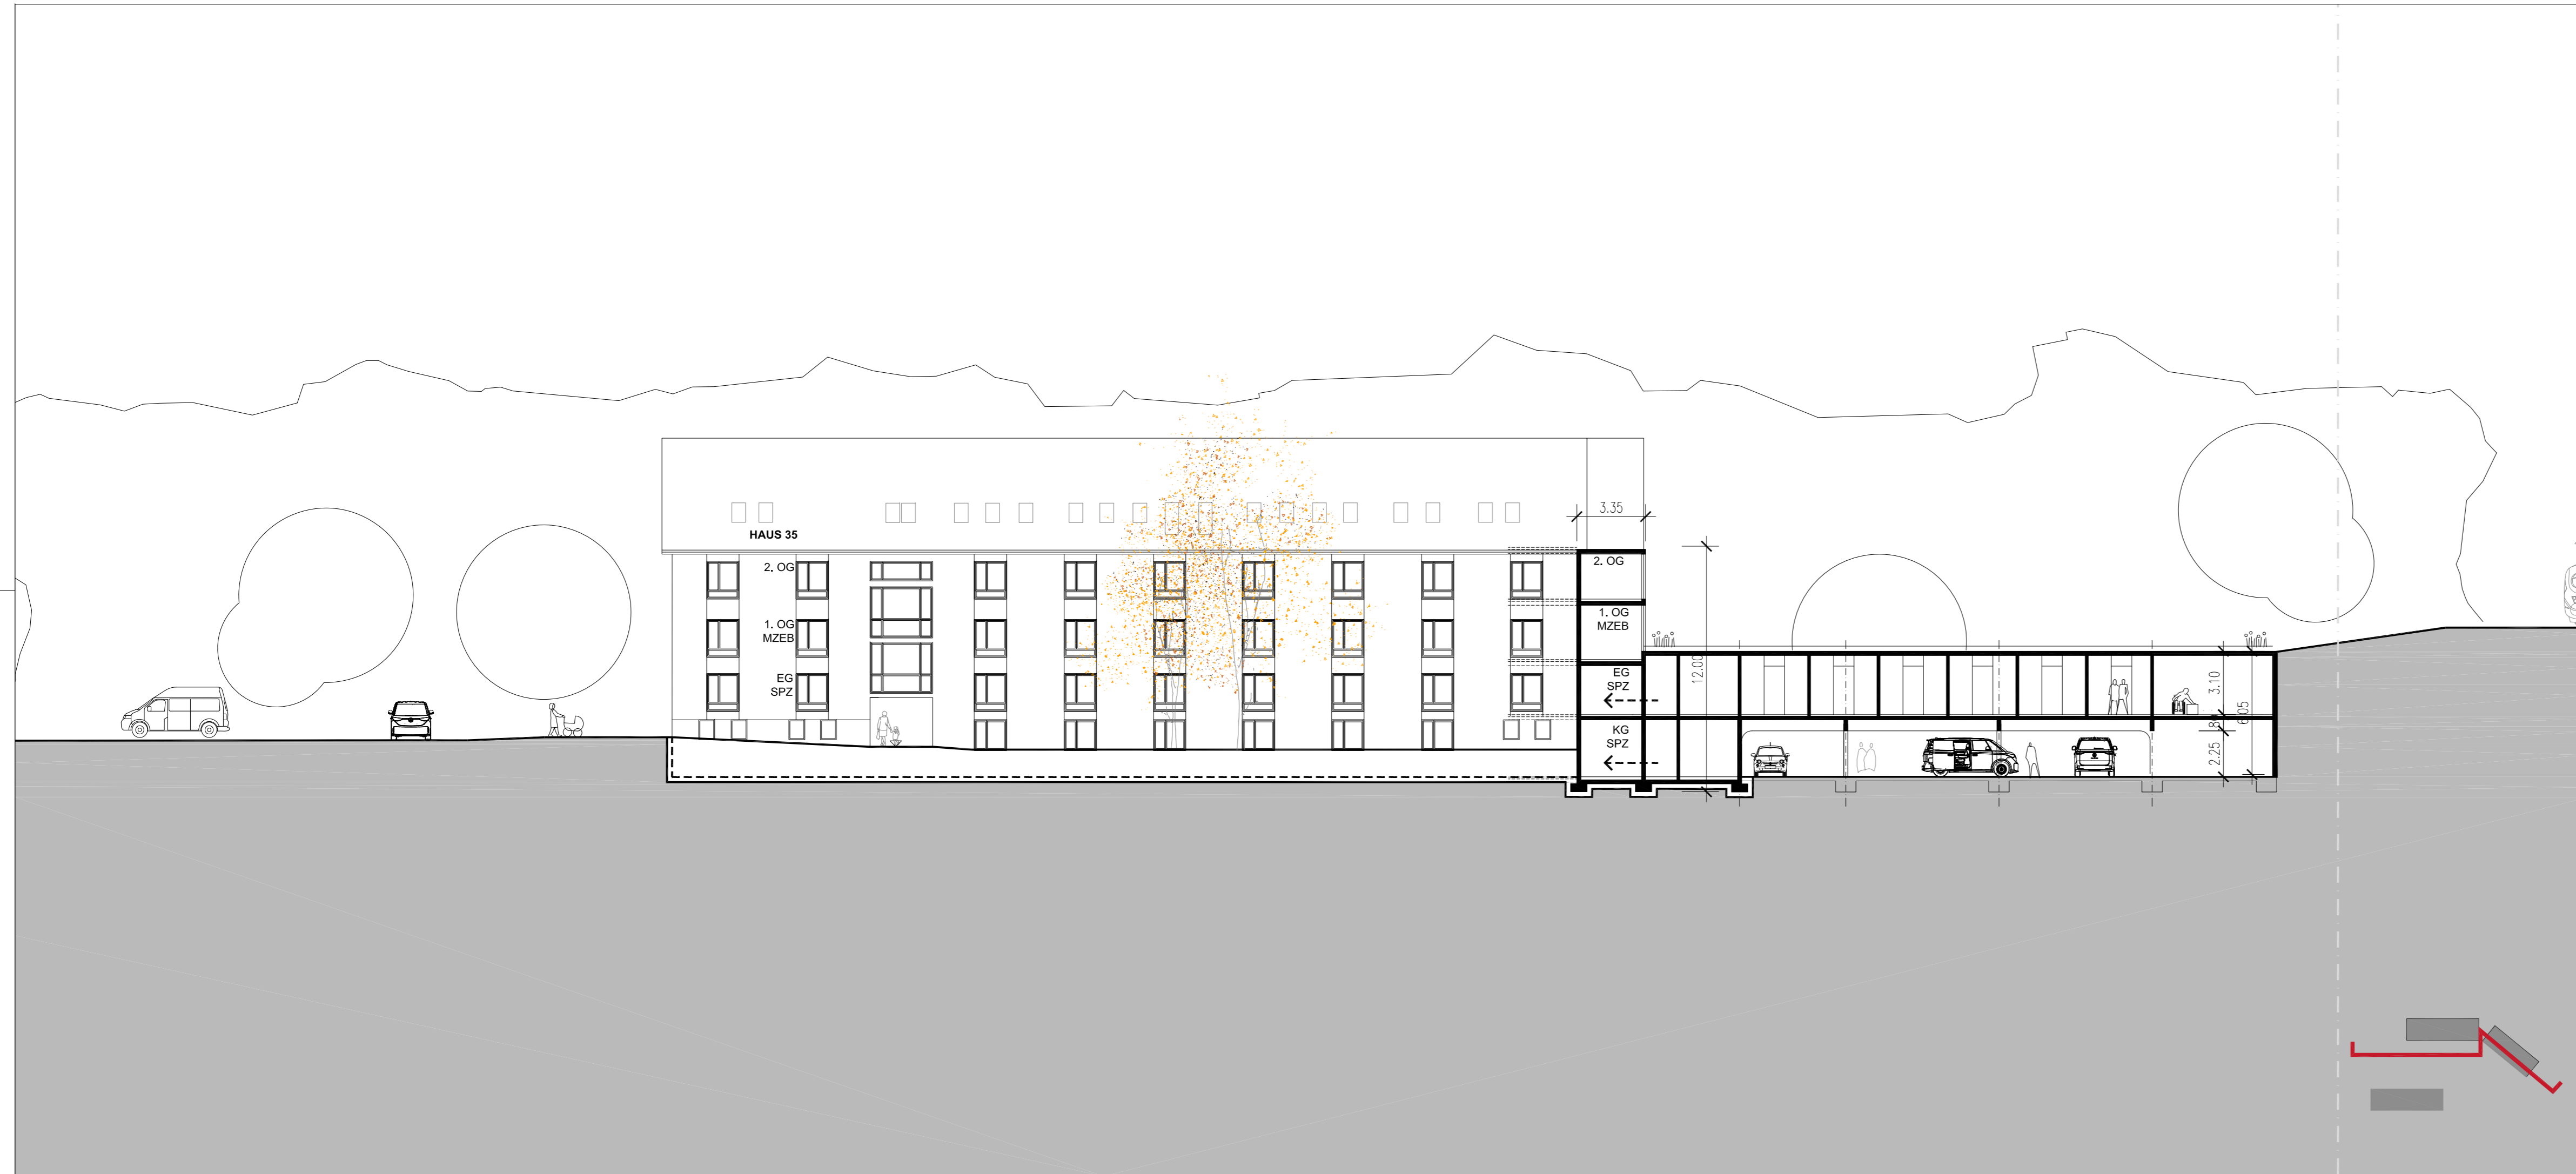 3.35
HAUS 35
2. OG
2. OG
1. OG
MZEB
1. OG
MZEB
EG
SPZ
EG
SPZ
KG
SPZ
12.00
3.10
6.05
2.25